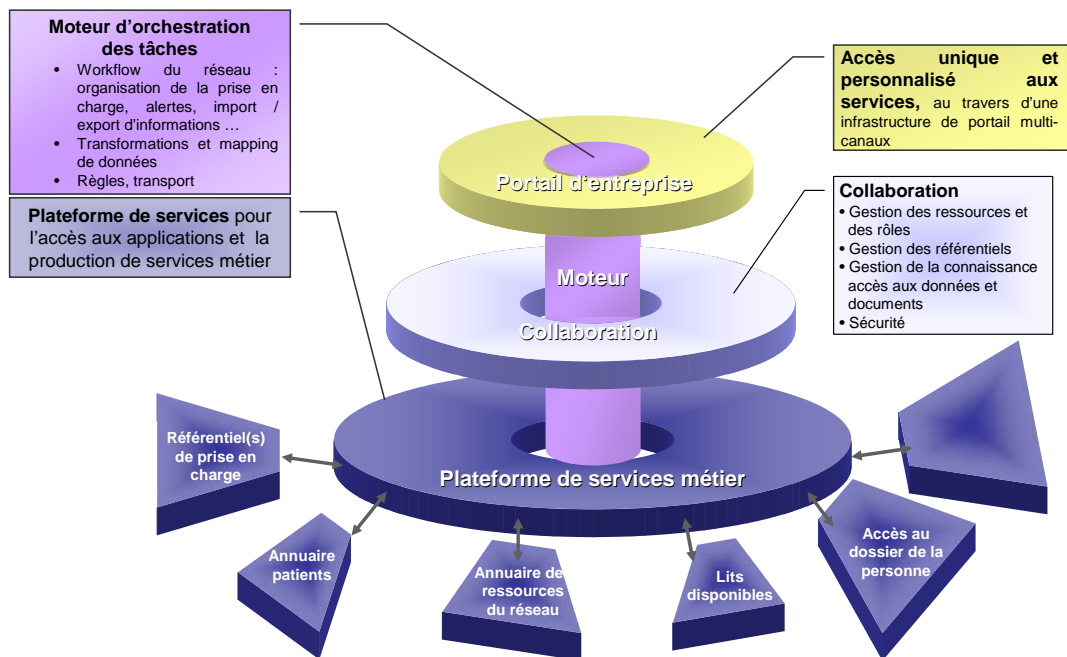 Moteur d'orchestration
des tâches
• Workflow du réseau :
organisation de la prise en
charge, alertes, import /
export d'informations …
• Transformations et mapping
de données
• Règles, transport
Plateforme de services pour
l'accès aux applications et la
production de services métier
Accès unique et
personnalisé aux
services, au travers d'une
infrastructure de portail multi-
canaux
Collaboration
• Gestion des ressources et
des rôles
• Gestion des référentiels
• Gestion de la connaissance
accès aux données et
documents
• Sécurité
Portail d'entreprise
Moteur
Collaboration
Plateforme de services métier
Référentiel(s)
de prise en
charge
Annuaire
patients
Annuaire de
ressources
du réseau
Lits
disponibles
Accès au
dossier de la
personne